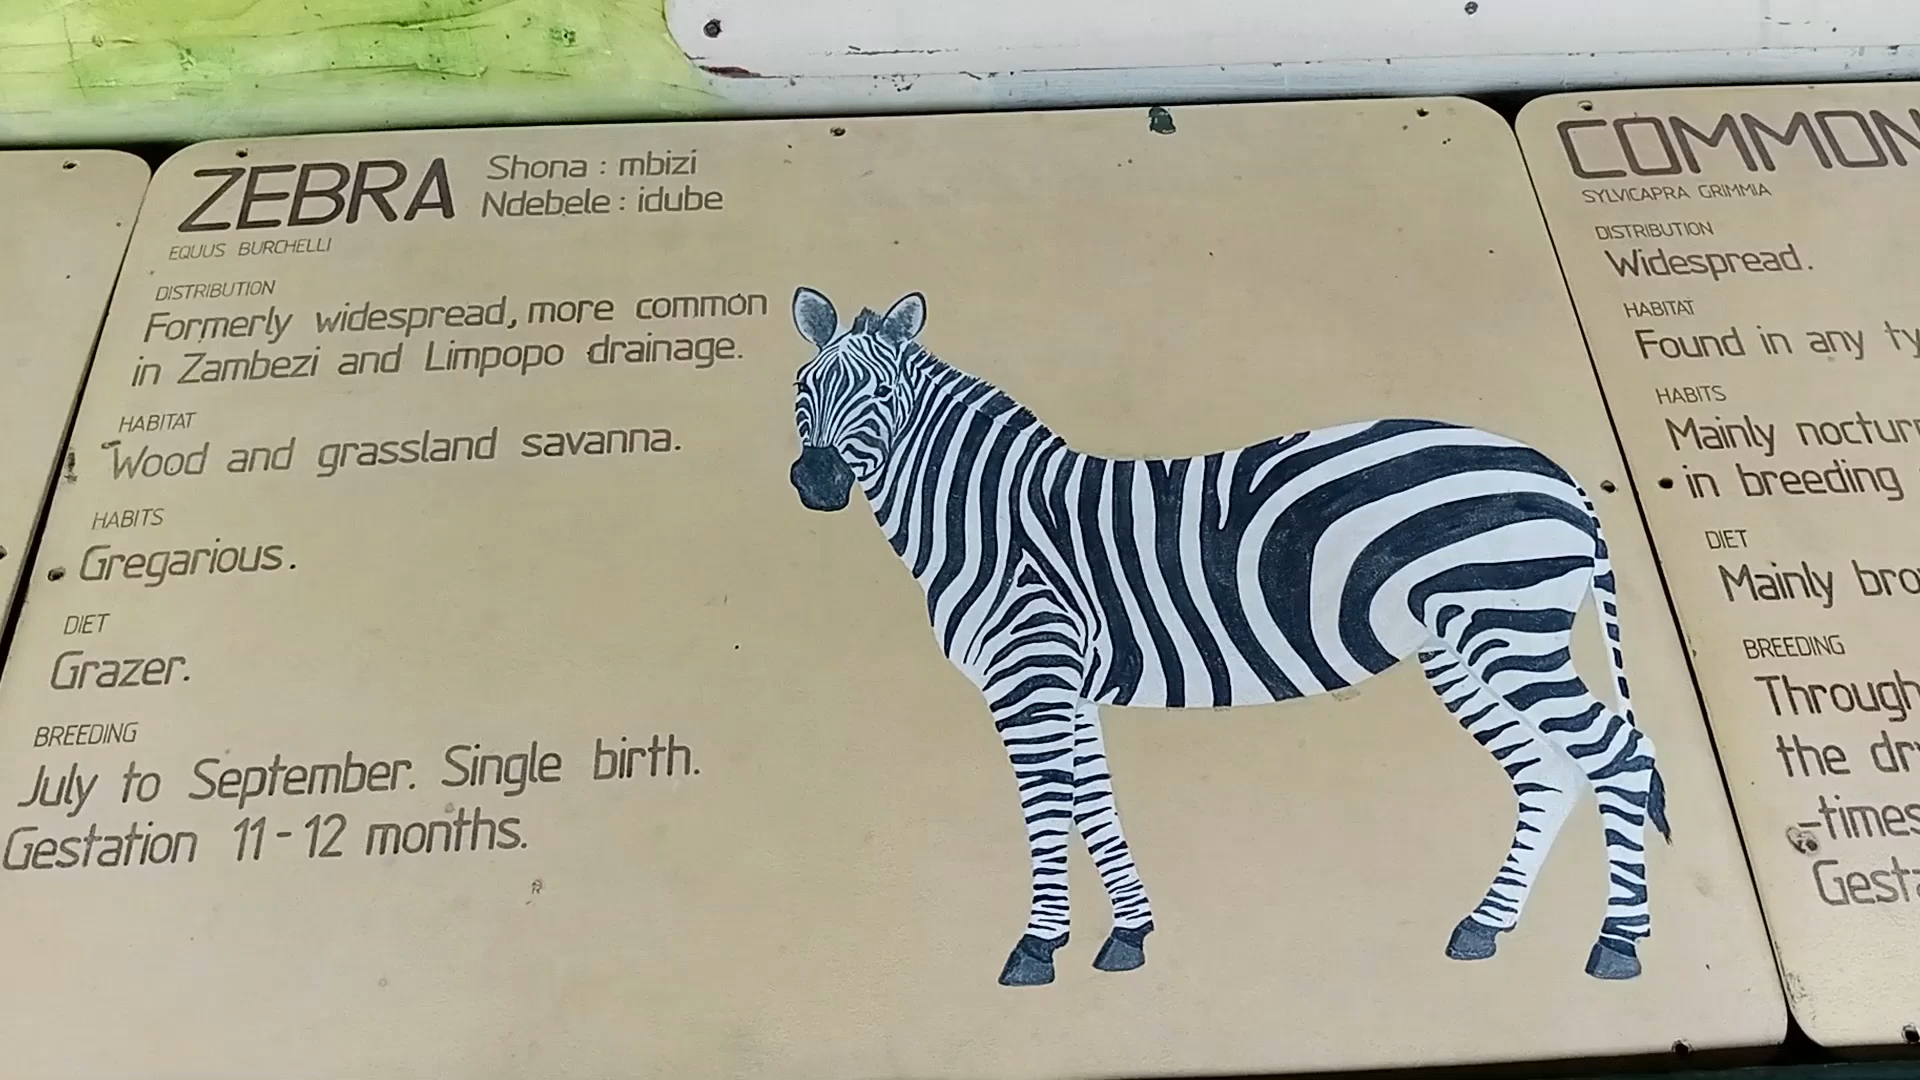 ZEBRA
Shona : mbizi
Ndebele : idube
EQUUS BURCHELLI
DISTRIBUTION
Formerly widespread, more common
in Zambezi and Limpopo drainage.
HABITAT
Wood and grassland savanna.
HABITS
Gregarious.
DIET
Grazer.
BREEDING
July to September. Single birth.
Gestation 11-12 months.
COMMON
SYLVICAPRA GRIMMIA
DISTRIBUTION
Widespread.
HABITAT
Found in any
HABITS
Mainly
in breeding
DIET
Mainly
BREEDING
the
-times